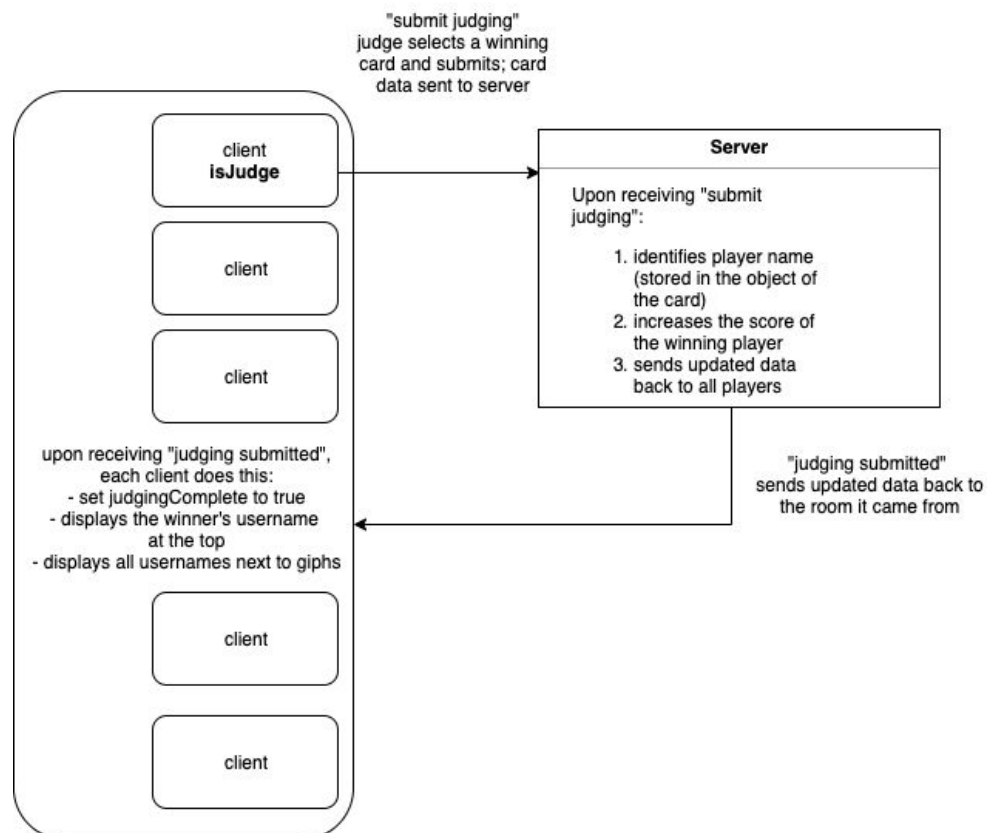 "submit judging"
judge selects a winning
card and submits; card
data sent to server
client
isJudge
client
client
upon receiving "judging submitted",
each client does this:
- set judgingComplete to true
- displays the winner's username
at the top
- displays all usernames next to giphs
client
client
Server
Upon receiving "submit
judging":
1. identifies player name
(stored in the object of
the card)
2. increases the score of
the winning player
3. sends updated data
back to all players
"judging submitted"
sends updated data back to
the room it came from